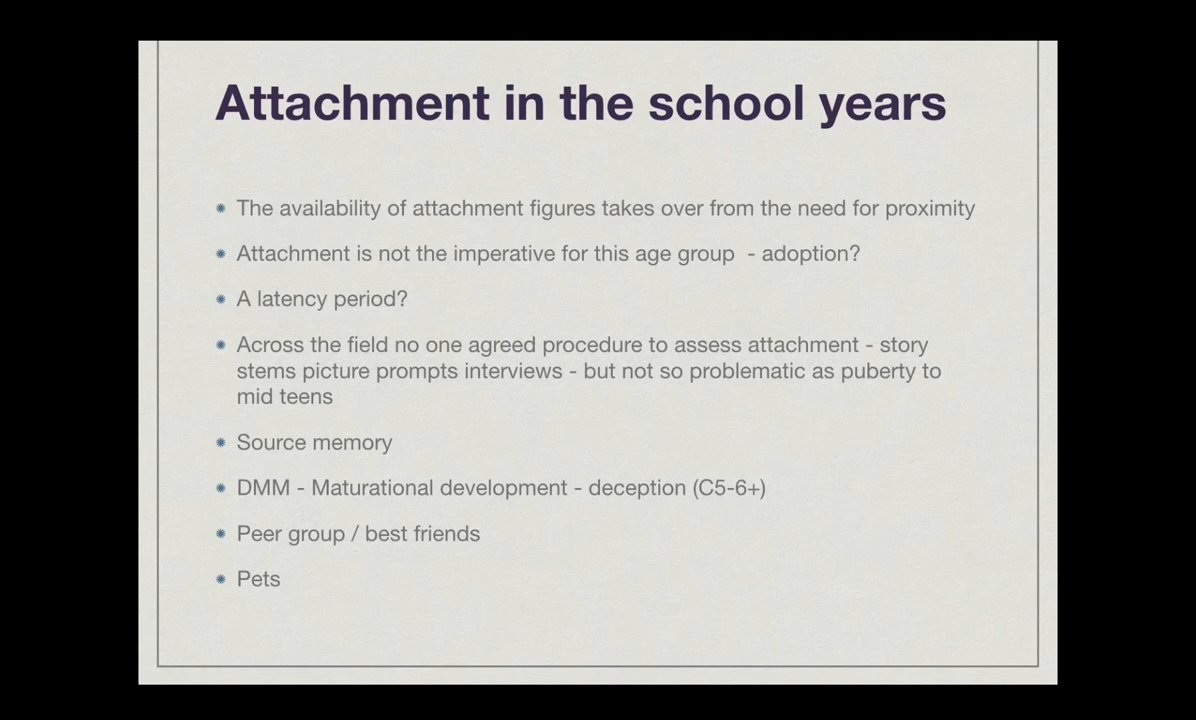 Attachment in the school years
The availability of attachment figures takes over from the need for proximity
Attachment is not the imperative for this age group  - adoption?
A latency period?
Across the field no one agreed procedure to assess attachment - story
stems picture prompts interviews - but not so problematic as puberty to
mid teens
Source memory
DMM - Maturational development - deception (C5-6+)
Peer group / best friends
Pets